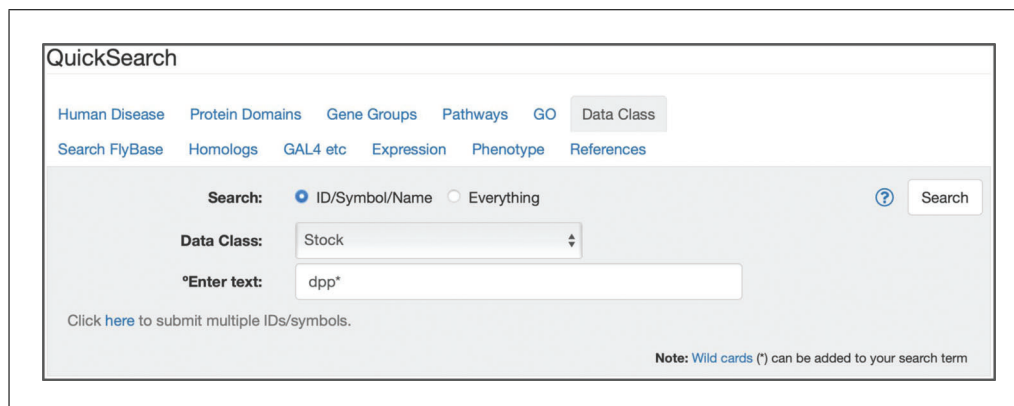 QuickSearch
Human Disease Protein Domains Gene Groups Pathways GO Data Class
Search FlyBase Homologs GAL4 etc Expression Phenotype References
Search: ID/Symbol/Name Everything ? Search
Data Class: Stock
ºEnter text: dpp*
Click here to submit multiple IDs/symbols.
Note: Wild cards (*) can be added to your search term